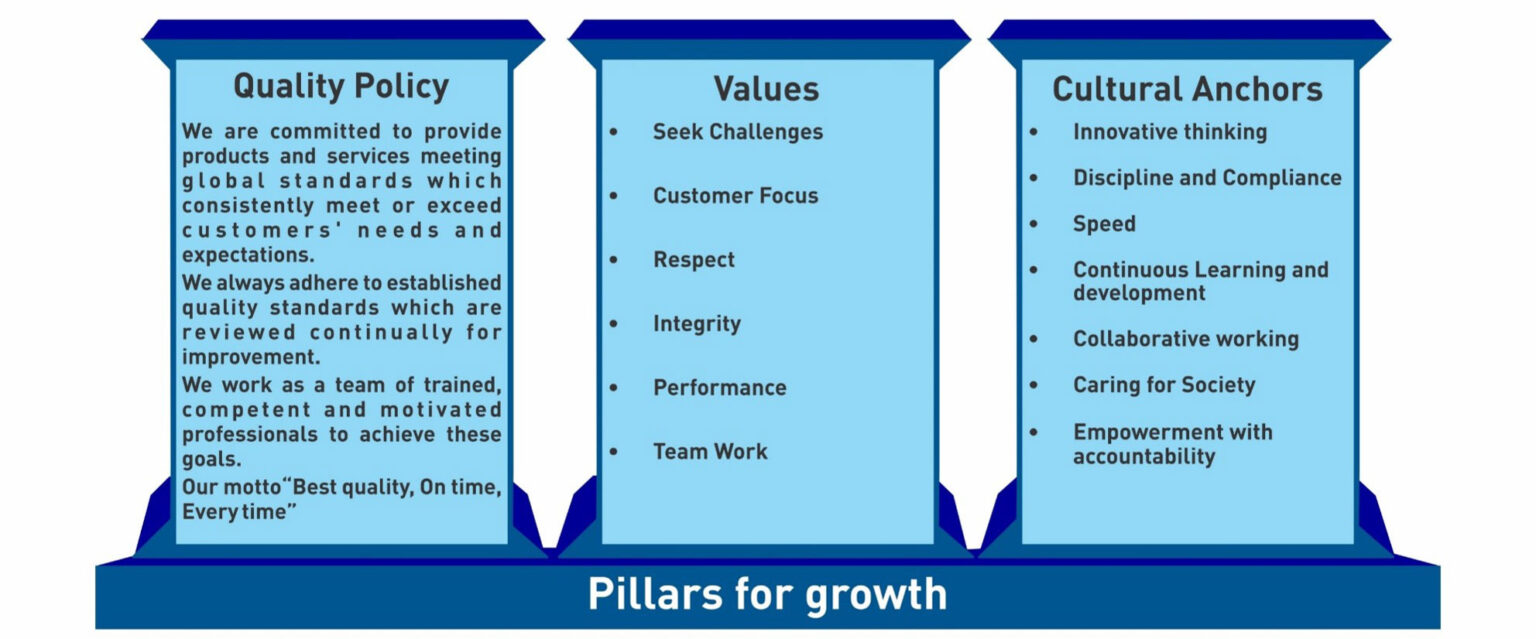 Quality Policy
We are committed to provide
products and services meeting
global standards which
consistently meet or exceed
customers' needs and
expectations.
We always adhere to established
quality standards which are
reviewed continually for
improvement.
We work as a team of trained,
competent and motivated
professionals to achieve these
goals.
Our motto“Best quality, On time,
Every time”
Values
• Seek Challenges
• Customer Focus
• Respect
• Integrity
• Performance
• Team Work
Cultural Anchors
• Innovative thinking
• Discipline and Compliance
• Speed
• Continuous Learning and
development
• Collaborative working
• Caring for Society
• Empowerment with
accountability
Pillars for growth